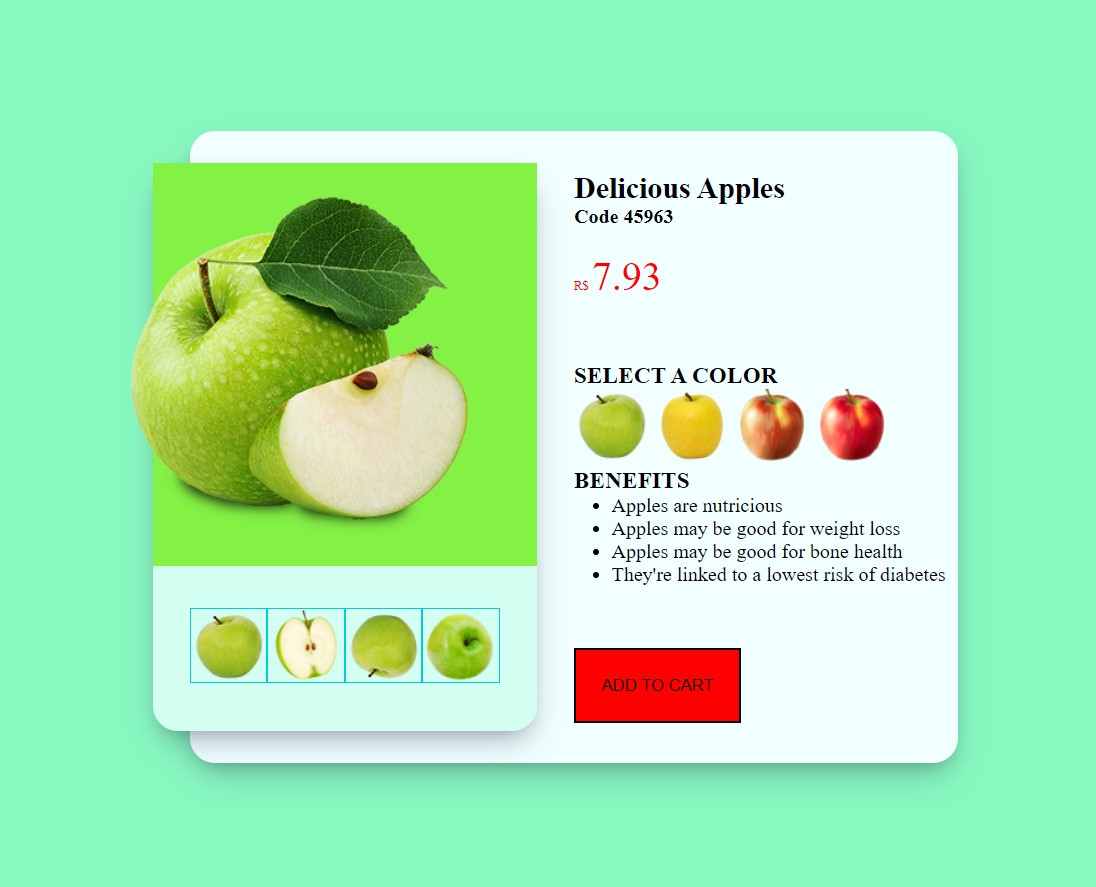 Delicious Apples
Code 45963
R$ 7.93
SELECT A COLOR
BENEFITS
Apples are nutricious
Apples may be good for weight loss
Apples may be good for bone health
They're linked to a lowest risk of diabetes
ADD TO CART